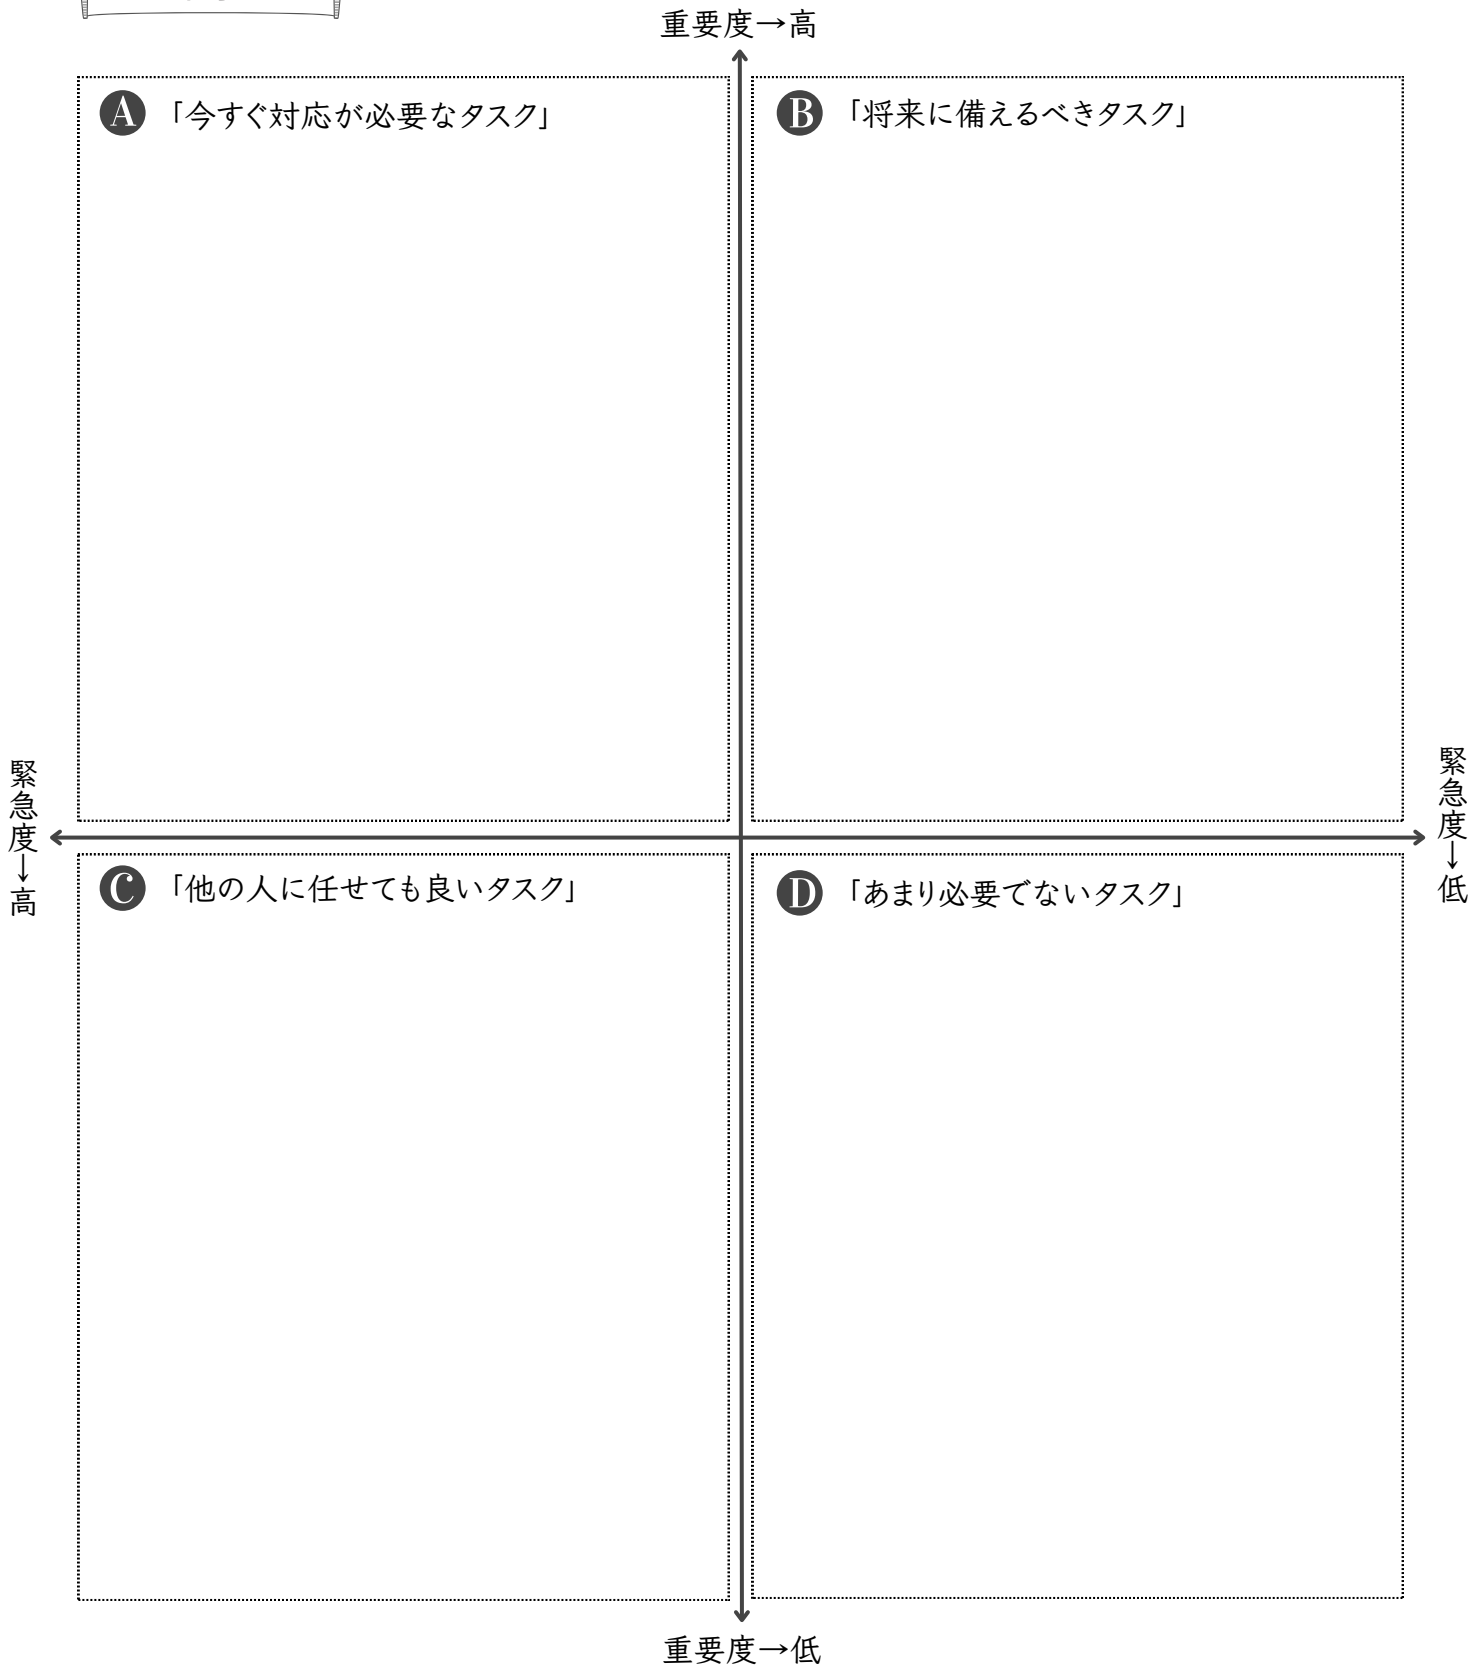 重要度→高
A 「今すぐ対応が必要なタスク」
B 「将来に備えるべきタスク」
緊急度→高
緊急度→低
C 「他の人に任せても良いタスク」
D 「あまり必要でないタスク」
重要度→低